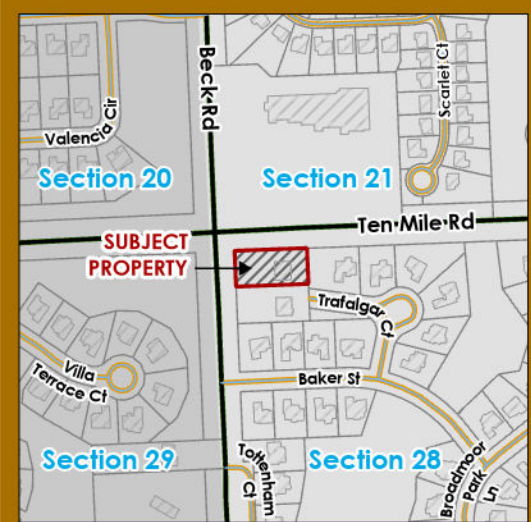 Beck Rd
Scarlet Ct
Valencia Cir
Section 20
Section 21
Ten Mile Rd
SUBJECT
PROPERTY
Trafalgar Ct
Villa
Terrace Ct
Baker St
Section 29
Tottenham
Ct
Section 28
Broadmoor
Park
Ln